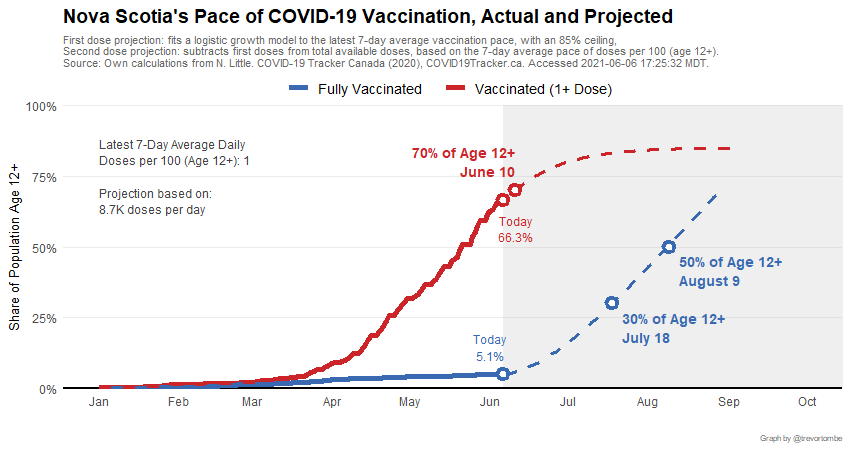 Nova Scotia's Pace of COVID-19 Vaccination, Actual and Projected
First dose projection: fits a logistic growth model to the latest 7-day average vaccination pace, with an 85% ceiling,
Second dose projection: subtracts first doses from total available doses, based on the 7-day average pace of doses per 100 (age 12+).
Source: Own calculations from N. Little. COVID-19 Tracker Canada (2020), COVID19Tracker.ca. Accessed 2021-06-06 17:25:32 MDT.
Fully Vaccinated
Vaccinated (1+ Dose)
100%
75%
50%
25%
0%
Share of Population Age 12+
Latest 7-Day Average Daily
Doses per 100 (Age 12+): 1
Projection based on:
8.7K doses per day
70% of Age 12+
June 10
Today
66.3%
50% of Age 12+
August 9
30% of Age 12+
July 18
Today
5.1%
Jan
Feb
Mar
Apr
May
Jun
Jul
Aug
Sep
Oct
Graph by @trevortombe